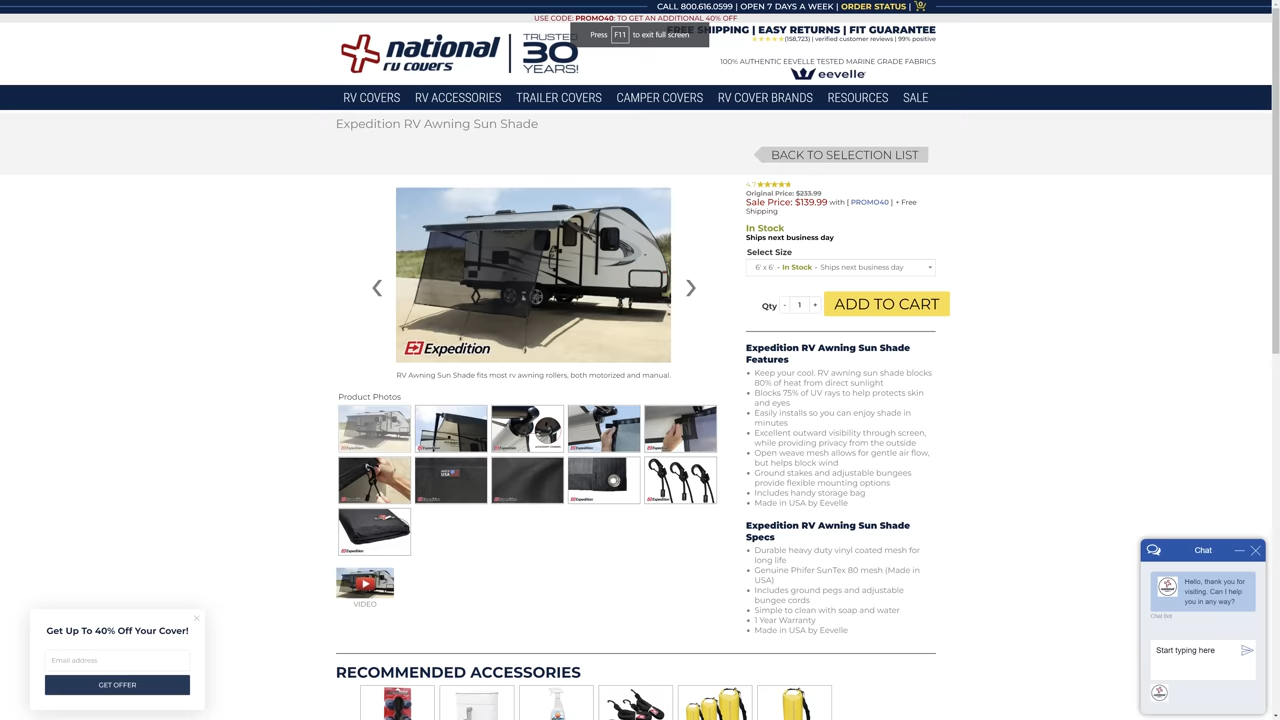 CALL 800.616.0599 | OPEN 7 DAYS A WEEK | ORDER STATUS | 0
USE CODE: PROMO40: TO GET AN ADDITIONAL 40% OFF
Press F11 to exit full screen
FREE SHIPPING | EASY RETURNS | FIT GUARANTEE
(158,723) | verified customer reviews | 99% positive
national
rv covers
TRUSTED
30
YEARS!
100% AUTHENTIC EEVELLE TESTED MARINE GRADE FABRICS
eevelle
RV COVERS RV ACCESSORIES TRAILER COVERS CAMPER COVERS RV COVER BRANDS RESOURCES SALE
Expedition RV Awning Sun Shade
BACK TO SELECTION LIST
4.7
Original Price: $233.99
Sale Price: $139.99 with [ PROMO40 ] + Free
Shipping
In Stock
Ships next business day
Select Size
6' x 6' - In Stock - Ships next business day
Qty - 1 + ADD TO CART
Expedition
RV Awning Sun Shade fits most rv awning rollers, both motorized and manual.
Product Photos
VIDEO
Expedition RV Awning Sun Shade
Features
Keep your cool. RV awning sun shade blocks
80% of heat from direct sunlight
Blocks 75% of UV rays to help protects skin
and eyes
Easily installs so you can enjoy shade in
minutes
Excellent outward visibility through screen,
while providing privacy from the outside
Open weave mesh allows for gentle air flow,
but helps block wind
Ground stakes and adjustable bungees
provide flexible mounting options
Includes handy storage bag
Made in USA by Eevelle
Expedition RV Awning Sun Shade
Specs
Durable heavy duty vinyl coated mesh for
long life
Genuine Phifer SunTex 80 mesh (Made in
USA)
Includes ground pegs and adjustable
bungee cords
Simple to clean with soap and water
1 Year Warranty
Made in USA by Eevelle
RECOMMENDED ACCESSORIES
Get Up To 40% Off Your Cover!
Email address
GET OFFER
Chat
Hello, thank you for
visiting. Can I help
you in any way?
Chat Bot
Start typing here